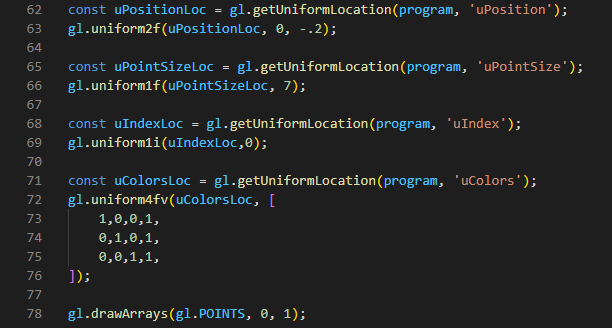 62 const uPositionLoc = gl.getUniformLocation(program, 'uPosition');
63 gl.uniform2f(uPositionLoc, 0, -.2);
64
65 const uPointSizeLoc = gl.getUniformLocation(program, 'uPointSize');
66 gl.uniform1f(uPointSizeLoc, 7);
67
68 const uIndexLoc = gl.getUniformLocation(program, 'uIndex');
69 gl.uniform1i(uIndexLoc,0);
70
71 const uColorsLoc = gl.getUniformLocation(program, 'uColors');
72 gl.uniform4fv(uColorsLoc, [
73     1,0,0,1,
74     0,1,0,1,
75     0,0,1,1,
76 ]);
77
78 gl.drawArrays(gl.POINTS, 0, 1);